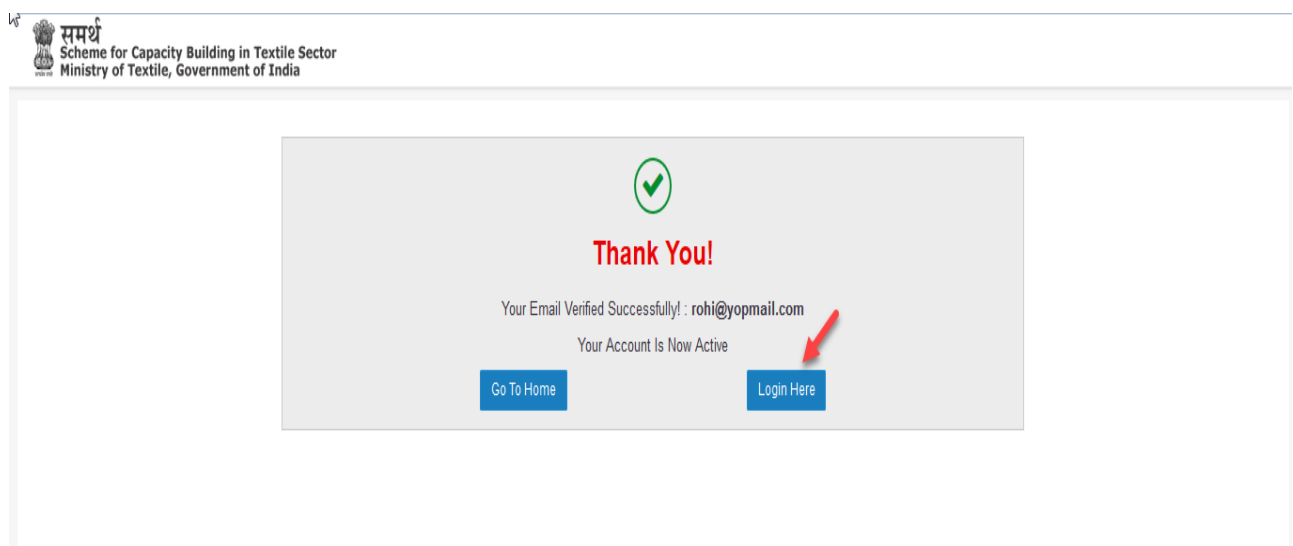 समर्थ
Scheme for Capacity Building in Textile Sector
Ministry of Textile, Government of India
Thank You!
Your Email Verified Successfully! : rohi@yopmail.com
Your Account Is Now Active
Go To Home
Login Here